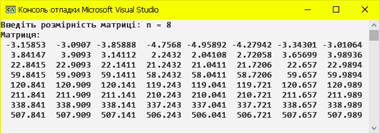 Консоль отладки Microsoft Visual Studio
Введіть розмірність матриці: n = 8
Матриця:
-3.15853 -3.0907 -3.85888 -4.7568 -4.95892 -4.27942 -3.34301 -3.01064
3.84147 3.9093 3.14112 2.2432 2.04108 2.72058 3.65699 3.98936
22.8415 22.9093 22.1411 21.2432 21.0411 21.7206 22.657 22.9894
59.8415 59.9093 59.1411 58.2432 58.0411 58.7206 59.657 59.9894
120.841 120.909 120.141 119.243 119.041 119.721 120.657 120.989
211.841 211.909 211.141 210.243 210.041 210.721 211.657 211.989
338.841 338.909 338.141 337.243 337.041 337.721 338.657 338.989
507.841 507.909 507.141 506.243 506.041 506.721 507.657 507.989